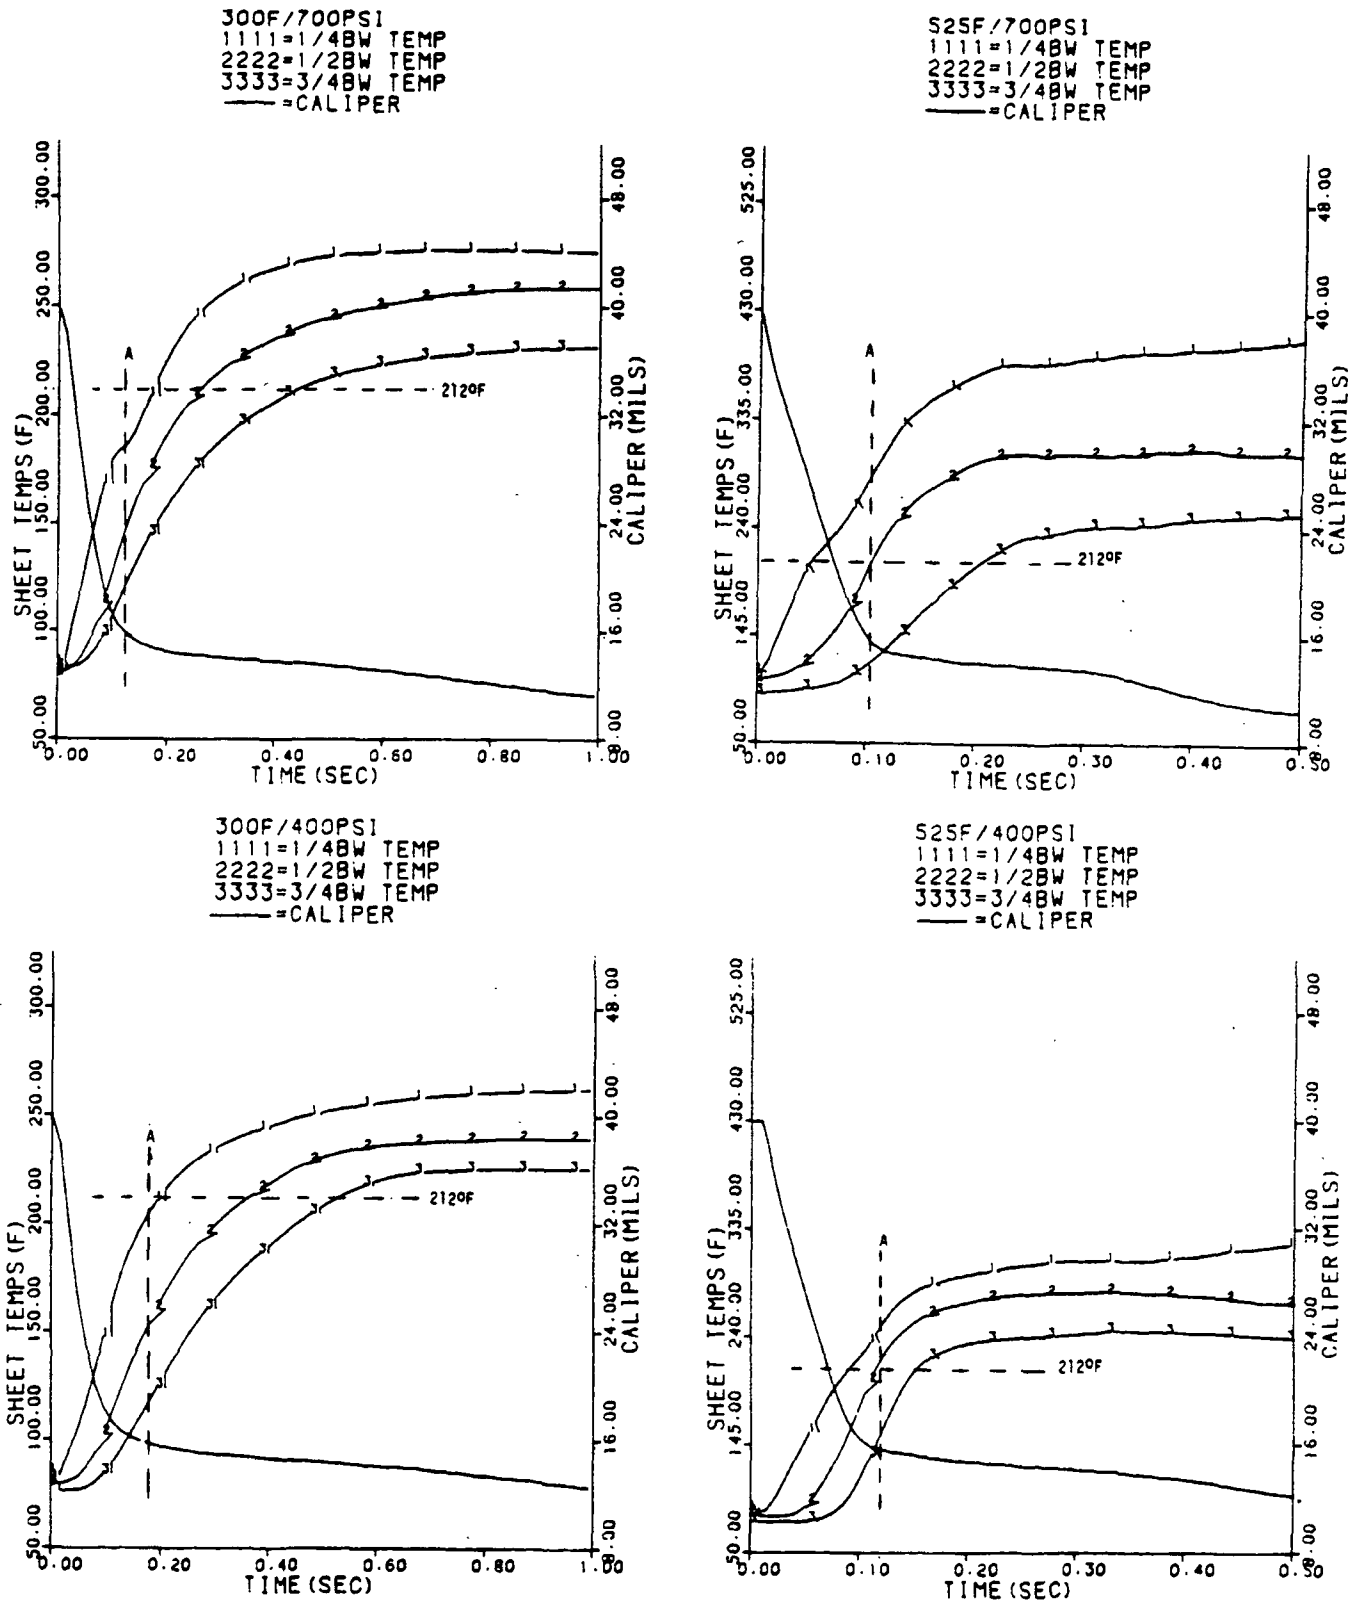 300F/700PSI
1111=1/4BW TEMP
2222=1/2BW TEMP
3333=3/4BW TEMP
=CALIPER
SHEET TEMPS(F)
50.00 100.00 150.00 200.00 250.00 300.00
A
212ºF
CALIPER(MILS)
8.00 16.00 24.00 32.00 40.00 48.00
0.00 0.20 0.40 0.60 0.80 1.00
TIME(SEC)
525F/700PSI
1111=1/4BW TEMP
2222=1/2BW TEMP
3333=3/4BW TEMP
=CALIPER
SHEET TEMPS(F)
50.00 145.00 240.00 335.00 430.00 525.00
A
212ºF
CALIPER(MILS)
8.00 16.00 24.00 32.00 40.00 48.00
0.00 0.10 0.20 0.30 0.40 0.50
TIME(SEC)
300F/400PSI
1111=1/4BW TEMP
2222=1/2BW TEMP
3333=3/4BW TEMP
=CALIPER
SHEET TEMPS(F)
50.00 100.00 150.00 200.00 250.00 300.00
A
212ºF
CALIPER(MILS)
8.00 16.00 24.00 32.00 40.00 48.00
0.00 0.20 0.40 0.60 0.80 1.00
TIME(SEC)
525F/400PSI
1111=1/4BW TEMP
2222=1/2BW TEMP
3333=3/4BW TEMP
=CALIPER
SHEET TEMPS(F)
50.00 145.00 240.00 335.00 430.00 525.00
A
212ºF
CALIPER(MILS)
8.00 16.00 24.00 32.00 40.00 48.00
0.00 0.10 0.20 0.30 0.40 0.50
TIME(SEC)